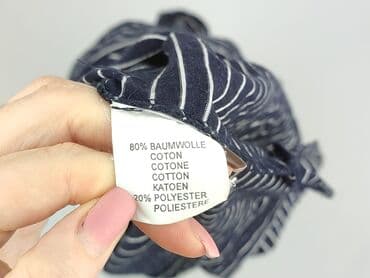 80% BAUMWOLLE
COTON
COTONE
COTTON
KATOEN
20% POLYESTER
POLIESTERE